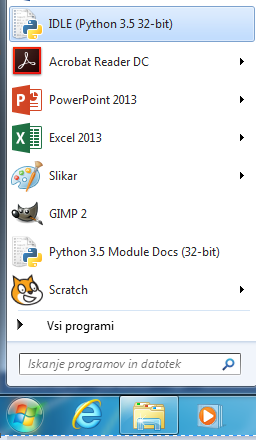 IDLE (Python 3.5 32-bit)
Acrobat Reader DC
PowerPoint 2013
Excel 2013
Slikar
GIMP 2
Python 3.5 Module Docs (32-bit)
Scratch
Vsi programi
Iskanje programov in datotek